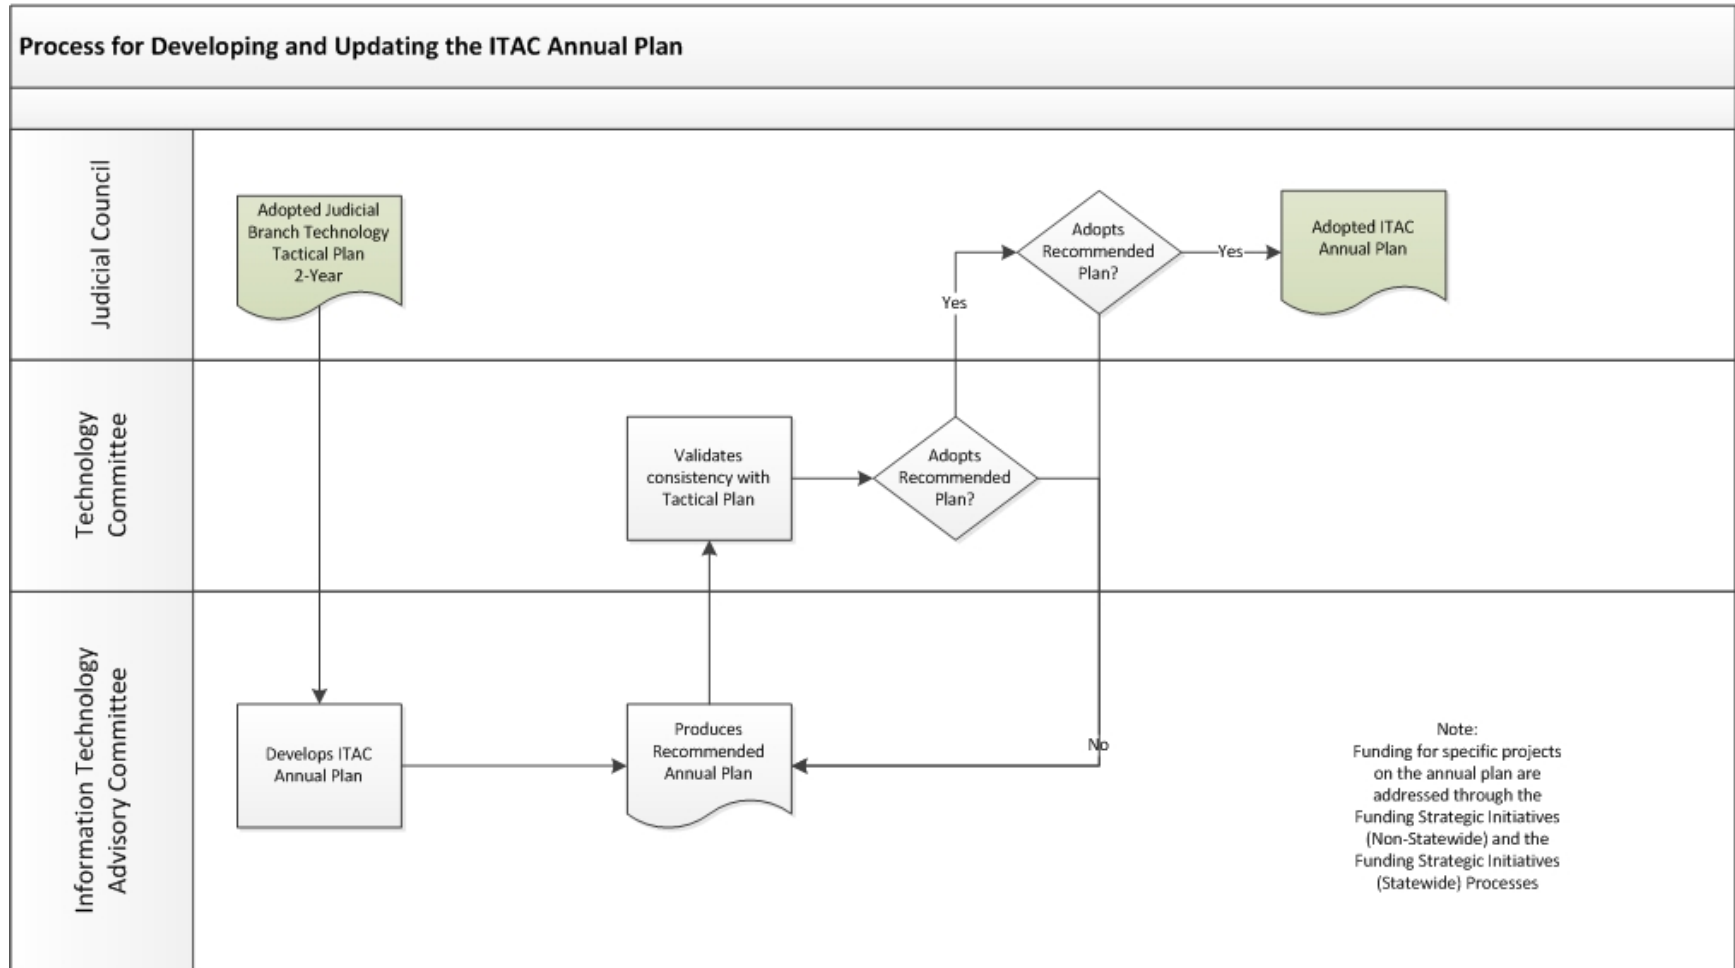 Process for Developing and Updating the ITAC Annual Plan
Judicial Council
Adopted Judicial
Branch Technology
Tactical Plan
2-Year
Adopts
Recommended
Plan?
Yes
Adopted ITAC
Annual Plan
Yes
Technology
Committee
Validates
consistency with
Tactical Plan
Adopts
Recommended
Plan?
Information Technology
Advisory Committee
Develops ITAC
Annual Plan
Produces
Recommended
Annual Plan
No
Note:
Funding for specific projects
on the annual plan are
addressed through the
Funding Strategic Initiatives
(Non-Statewide) and the
Funding Strategic Initiatives
(Statewide) Processes